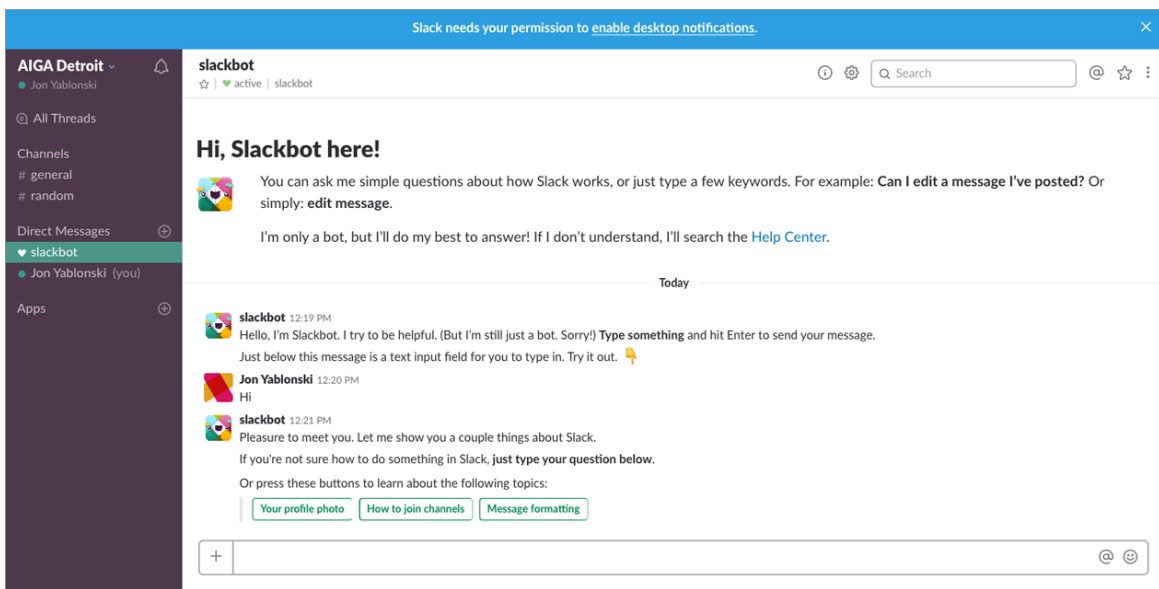 Slack needs your permission to enable desktop notifications.
AIGA Detroit
Jon Yablonski
All Threads
Channels
# general
# random
Direct Messages
slackbot
Jon Yablonski (you)
Apps
slackbot
active | slackbot
Search
Hi, Slackbot here!
You can ask me simple questions about how Slack works, or just type a few keywords. For example: Can I edit a message I've posted? Or
simply: edit message.
I'm only a bot, but I'll do my best to answer! If I don't understand, I'll search the Help Center.
Today
slackbot 12:19 PM
Hello, I'm Slackbot. I try to be helpful. (But I'm still just a bot. Sorry!) Type something and hit Enter to send your message.
Just below this message is a text input field for you to type in. Try it out. 👇
Jon Yablonski 12:20 PM
Hi
slackbot 12:21 PM
Pleasure to meet you. Let me show you a couple things about Slack.
If you're not sure how to do something in Slack, just type your question below.
Or press these buttons to learn about the following topics:
Your profile photo How to join channels Message formatting